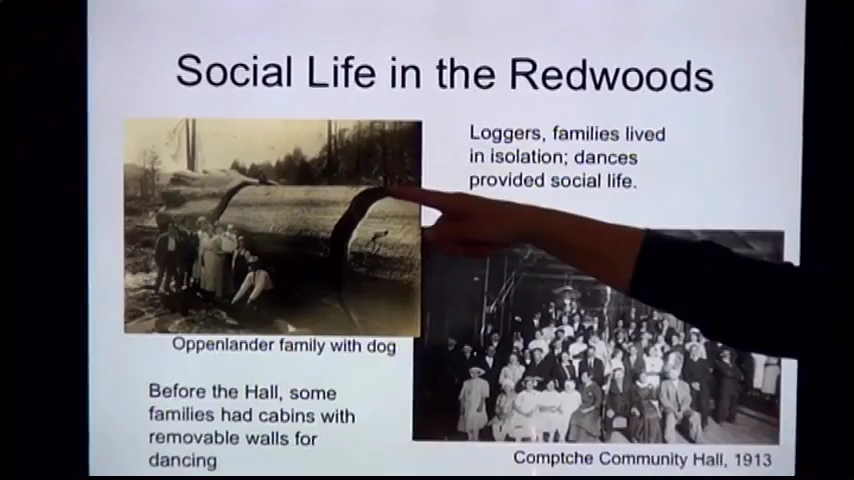 Social Life in the Redwoods
Loggers, families lived
in isolation; dances
provided social life.
Oppenlander family with dog
Before the Hall, some
families had cabins with
removable walls for
dancing
Comptche Community Hall, 1913